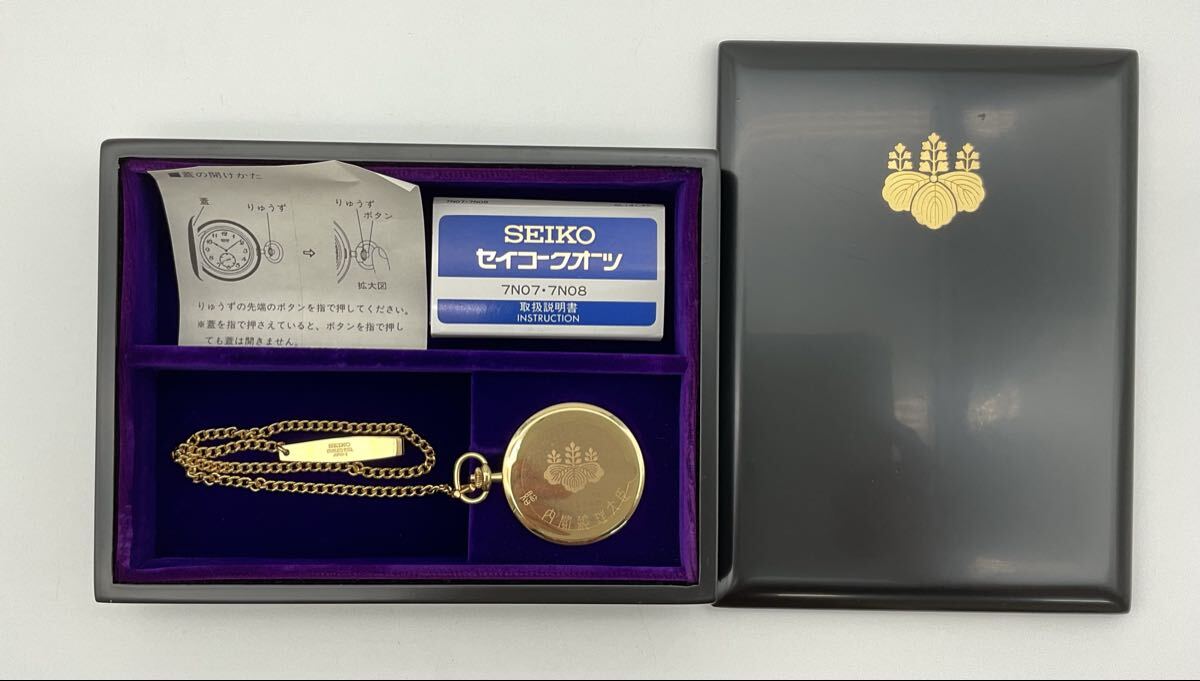 ■蓋の開けかた
蓋
りゅうず
りゅうず
ボタン
⇨
拡大図
りゅうずの先端のボタンを指で押してください。
※蓋を指で押さえていると、ボタンを指で押し
ても蓋は開きません。
7N07・7N08
SEIKO
セイコークオーツ
7N07・7N08
取扱説明書
INSTRUCTION
SEIKO
贈 内閣総理大臣